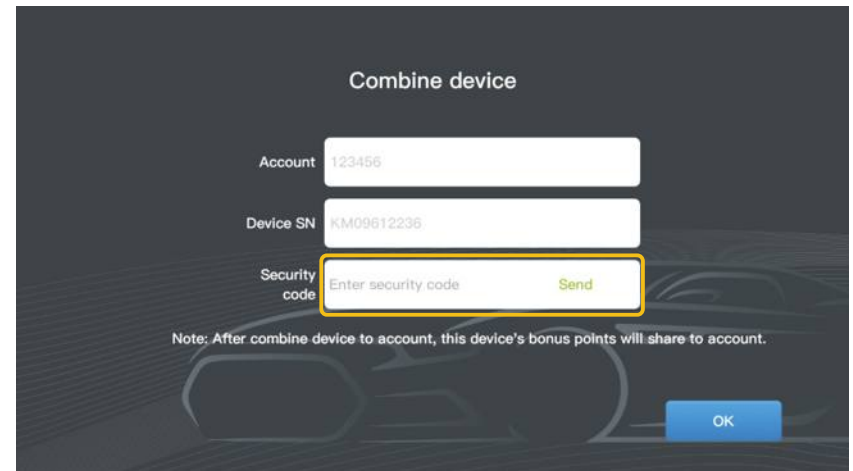 Combine device
Account 123456
Device SN KM09612236
Security
code
Enter security code Send
Note: After combine device to account, this device's bonus points will share to account.
OK